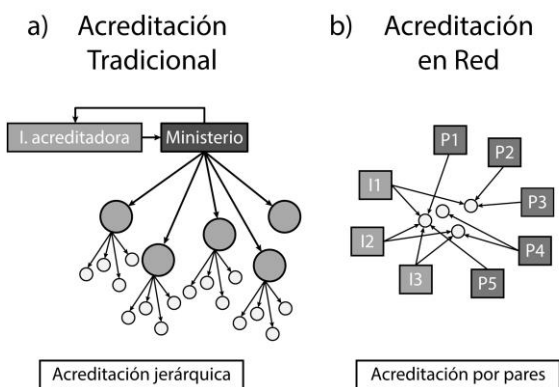 a) Acreditación
Tradicional
I. acreditadora
Ministerio
Acreditación jerárquica
b) Acreditación
en Red
P1
P2
I1
P3
I2
P4
I3
P5
Acreditación por pares